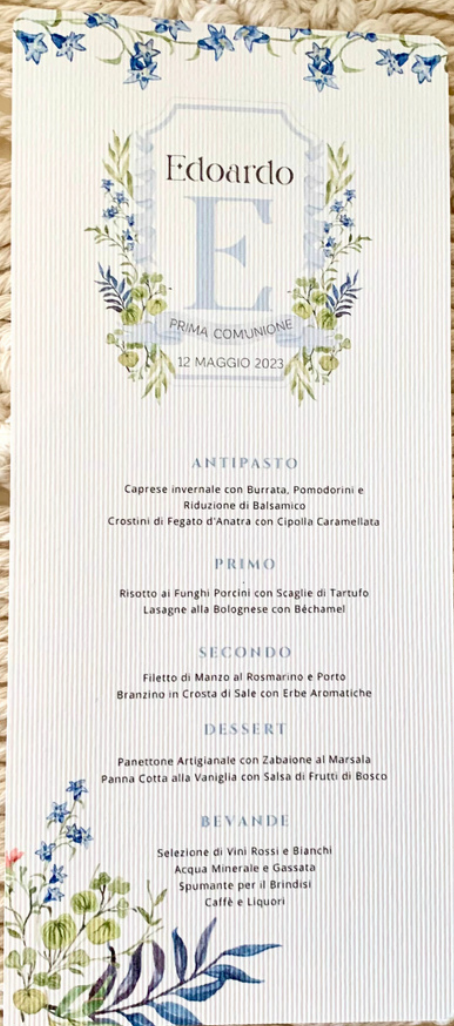 Edoardo
E
PRIMA COMUNIONE
12 MAGGIO 2023
ANTIPASTO
Caprese invernale con Burrata, Pomodorini e
Riduzione di Balsamico
Crostini di Fegato d'Anatra con Cipolla Caramellata
PRIMO
Risotto ai Funghi Porcini con Scaglie di Tartufo
Lasagne alla Bolognese con Béchamel
SECONDO
Filetto di Manzo al Rosmarino e Porto
Branzino in Crosta di Sale con Erbe Aromatiche
DESSERT
Panettone Artigianale con Zabaione al Marsala
Panna Cotta alla Vaniglia con Salsa di Frutti di Bosco
BEVANDE
Selezione di Vini Rossi e Bianchi
Acqua Minerale e Gassata
Spumante per il Brindisi
Caffè e Liquori